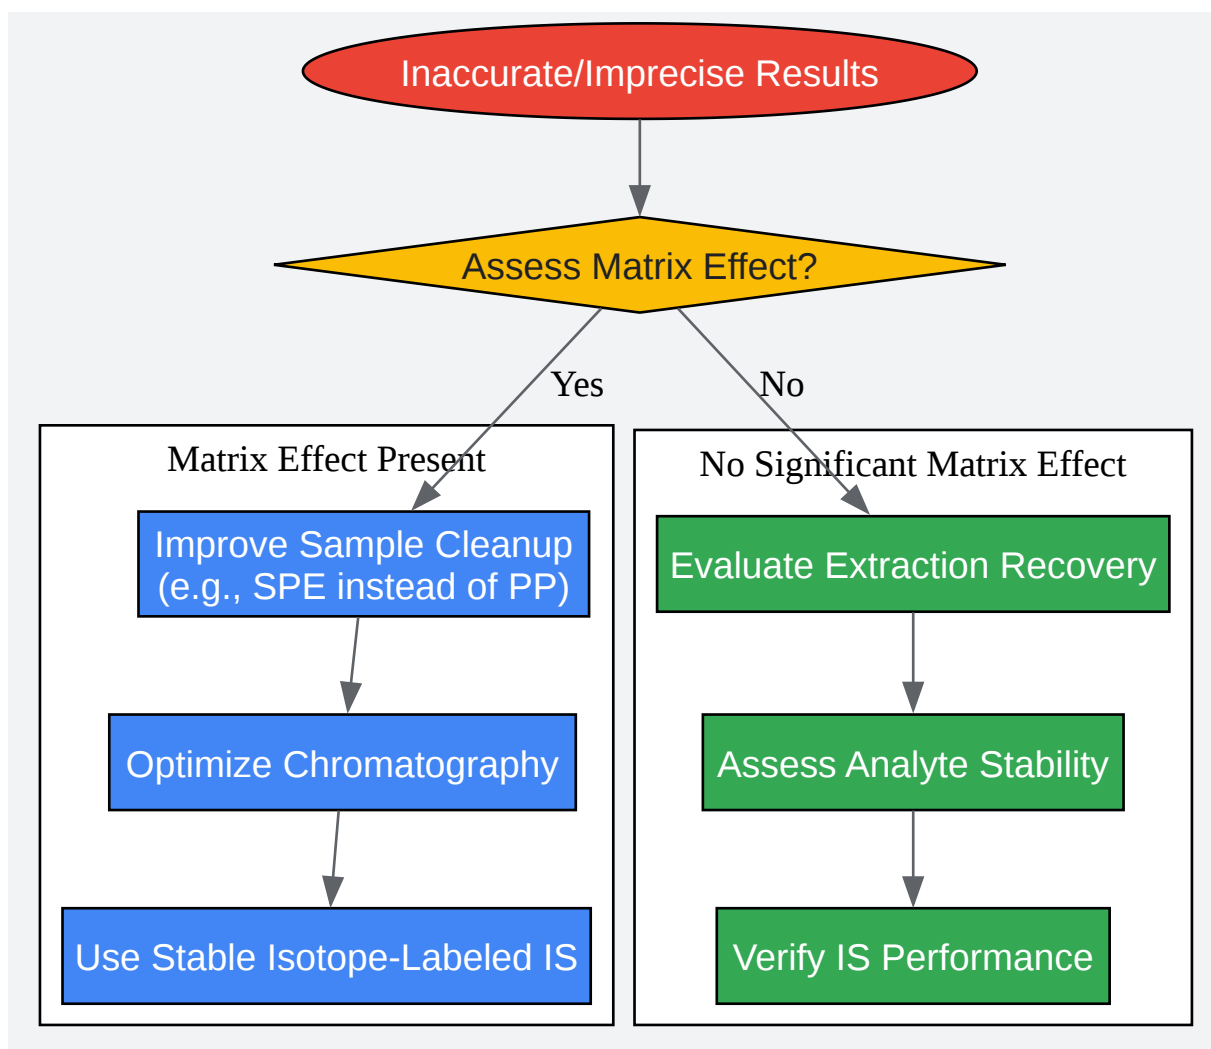 Inaccurate/Imprecise Results
Assess Matrix Effect?
Yes
No
Matrix Effect Present
Improve Sample Cleanup
(e.g., SPE instead of PP)
Optimize Chromatography
Use Stable Isotope-Labeled IS
No Significant Matrix Effect
Evaluate Extraction Recovery
Assess Analyte Stability
Verify IS Performance